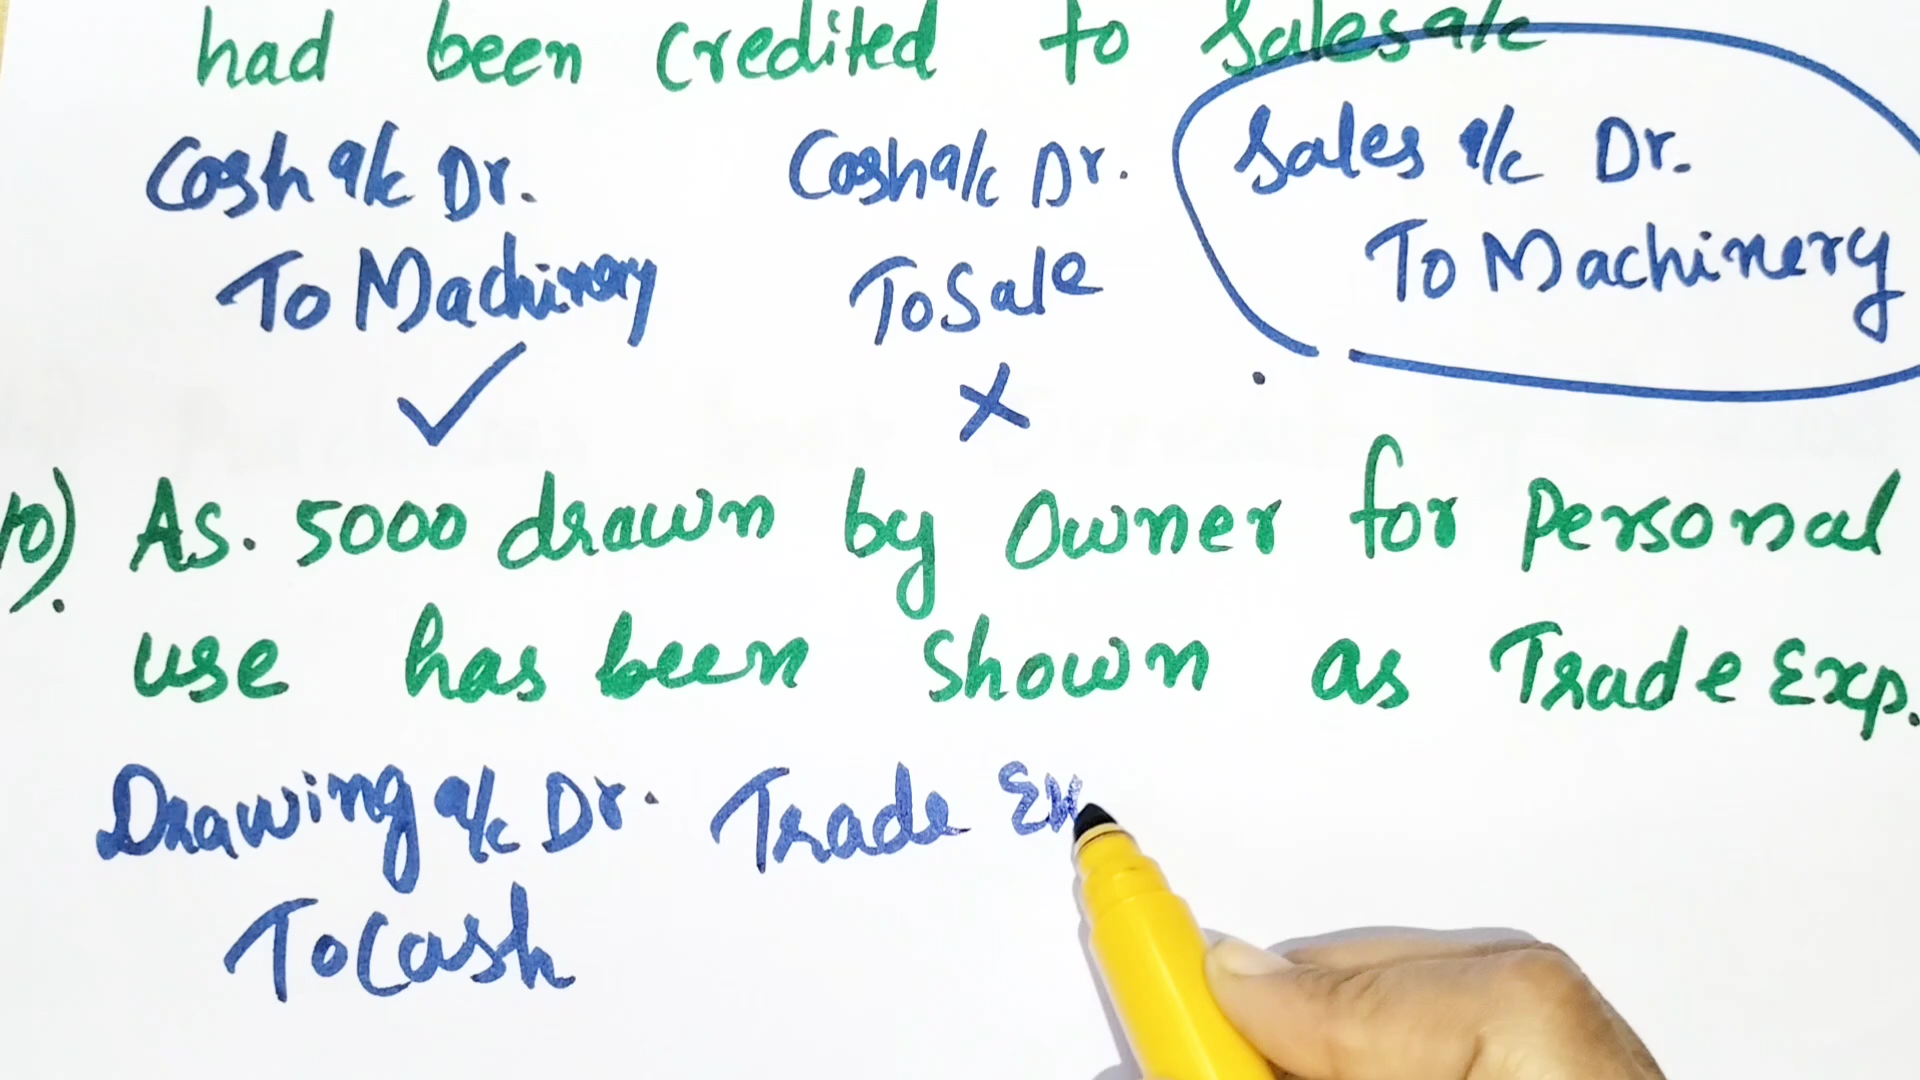 had been credited to Sales a/c
Cash a/c Dr. Cash a/c Dr. Sales a/c Dr.
To Machinery To Sale To Machinery
10) Rs. 5000 drawn by Owner for Personal
use has been shown as Trade Exp.
Drawing a/c Dr. Trade Ex
To Cash